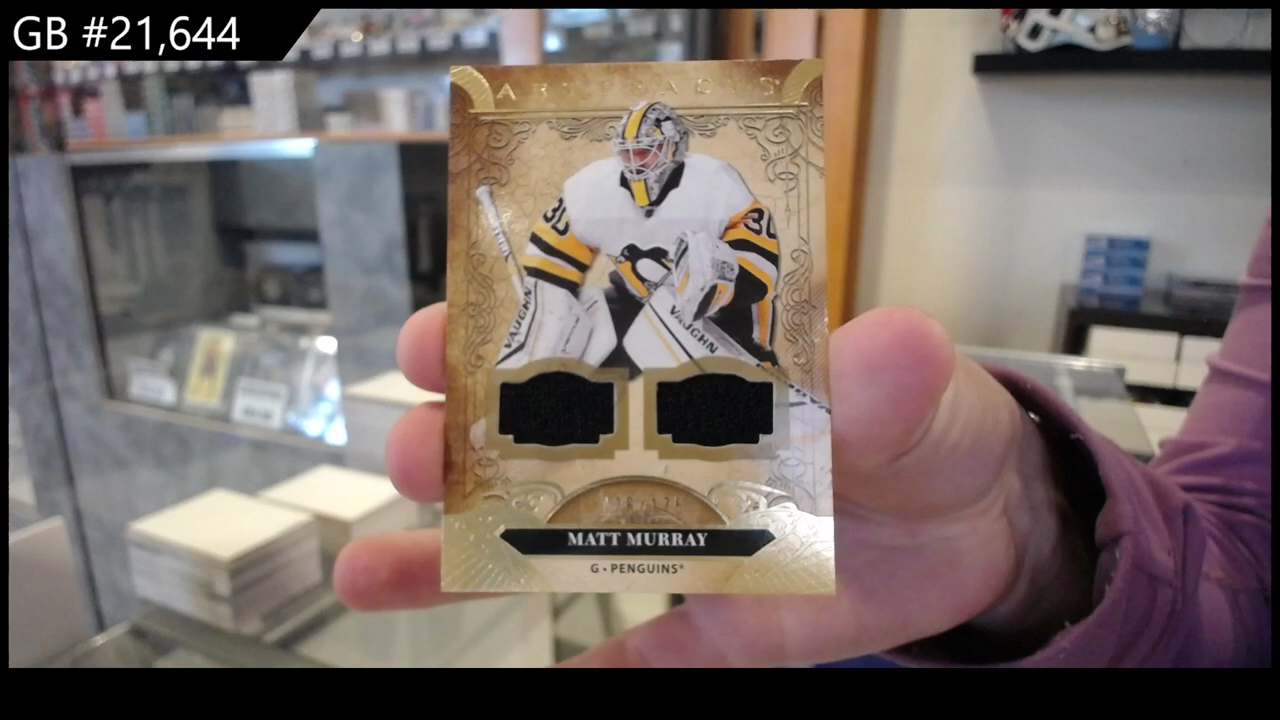 GB #21,644
ARTIFACTS
30
30
VAUGHN
VAUGHN
MATT MURRAY
G • PENGUINS®